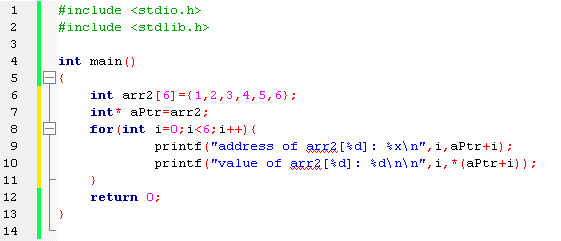 1 #include <stdio.h>
2 #include <stdlib.h>
3
4 int main()
5 {
6 int arr2[6]={1,2,3,4,5,6};
7 int* aPtr=arr2;
8 for(int i=0;i<6;i++){
9 printf("address of arr2[%d]: %x\n",i,aPtr+i);
10 printf("value of arr2[%d]: %d\n\n",i,*(aPtr+i));
11 }
12 return 0;
13 }
14